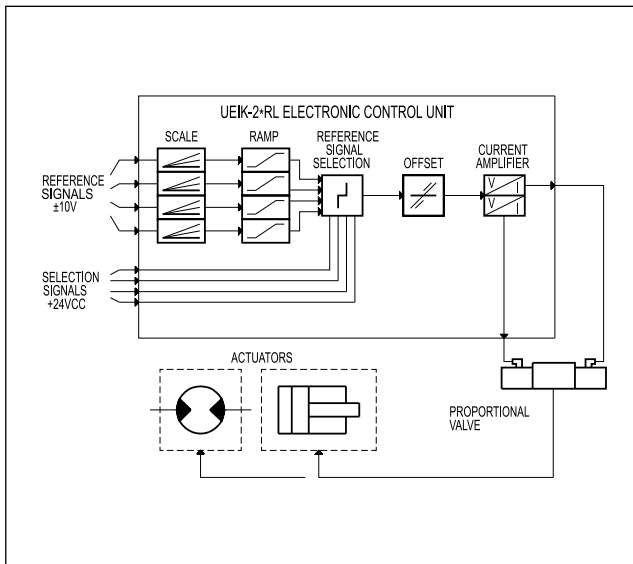 UEIK-2*RL ELECTRONIC CONTROL UNIT
SCALE
RAMP
REFERENCE
SIGNAL
SELECTION
OFFSET
CURRENT
AMPLIFIER
REFERENCE
SIGNALS
±10V
V
I
V
I
SELECTION
SIGNALS
+24VCC
ACTUATORS
PROPORTIONAL
VALVE